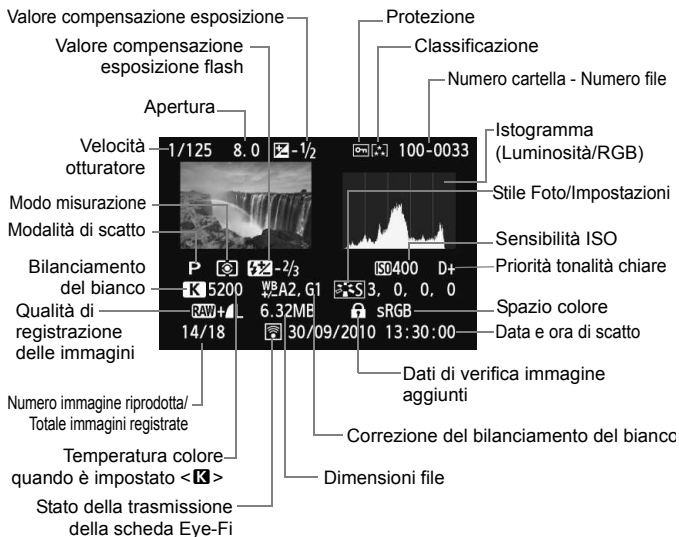 Valore compensazione esposizione
Protezione
Valore compensazione
esposizione flash
Classificazione
Numero cartella - Numero file
Apertura
Velocità
otturatore
1/125 8.0 -1/2 100-0033
Istogramma
(Luminosità/RGB)
Modo misurazione
Stile Foto/Impostazioni
Modalità di scatto
Sensibilità ISO
P -2/3 ISO 400 D+
Priorità tonalità chiare
Bilanciamento
del bianco
K 5200 WB A2, G1 S 3, 0, 0, 0
Qualità di
registrazione
delle immagini
RAW+ L 6.32MB sRGB
Spazio colore
14/18 30/09/2010 13:30:00
Data e ora di scatto
Dati di verifica immagine
aggiunti
Numero immagine riprodotta/
Totale immagini registrate
Correzione del bilanciamento del bianco
Temperatura colore
quando è impostato <K>
Dimensioni file
Stato della trasmissione
della scheda Eye-Fi